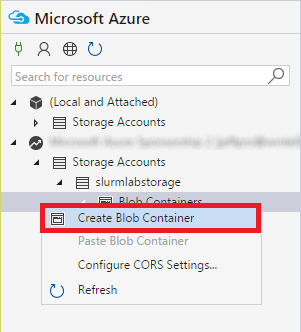 Microsoft Azure
Search for resources
(Local and Attached)
Storage Accounts
Storage Accounts
slurmlabstorage
Blob Containers
Create Blob Container
Paste Blob Container
Configure CORS Settings...
Refresh